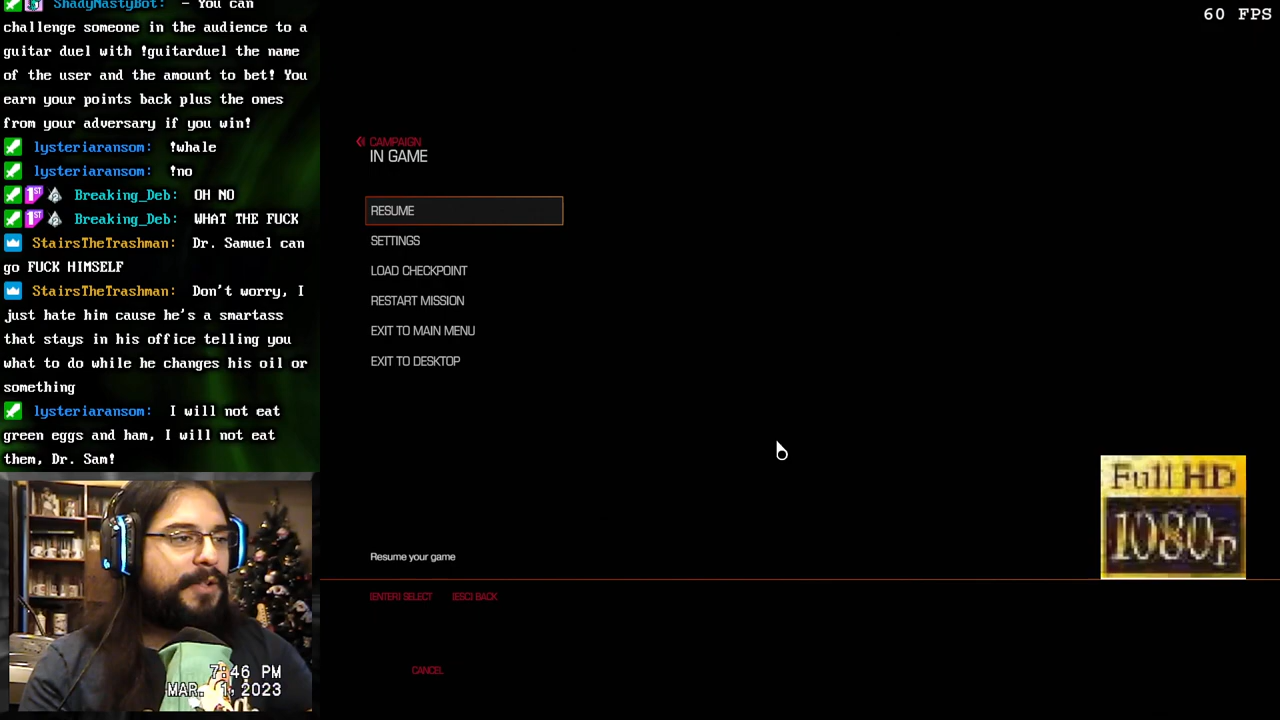 ShadyNastyBot: - You can
challenge someone in the audience to a
guitar duel with !guitarduel the name
of the user and the amount to bet! You
earn your points back plus the ones
from your adversary if you win!
lysteriaransom: !whale
lysteriaransom: !no
1ST Breaking_Deb: OH NO
1ST Breaking_Deb: WHAT THE FUCK
StairsTheTrashman: Dr. Samuel can
go FUCK HIMSELF
StairsTheTrashman: Don't worry, I
just hate him cause he's a smartass
that stays in his office telling you
what to do while he changes his oil or
something
lysteriaransom: I will not eat
green eggs and ham, I will not eat
them, Dr. Sam!
7:46 PM
MAR. 1, 2023
60 FPS
CAMPAIGN
IN GAME
RESUME
SETTINGS
LOAD CHECKPOINT
RESTART MISSION
EXIT TO MAIN MENU
EXIT TO DESKTOP
Resume your game
[ENTER] SELECT [ESC] BACK
CANCEL
Full HD
1080p